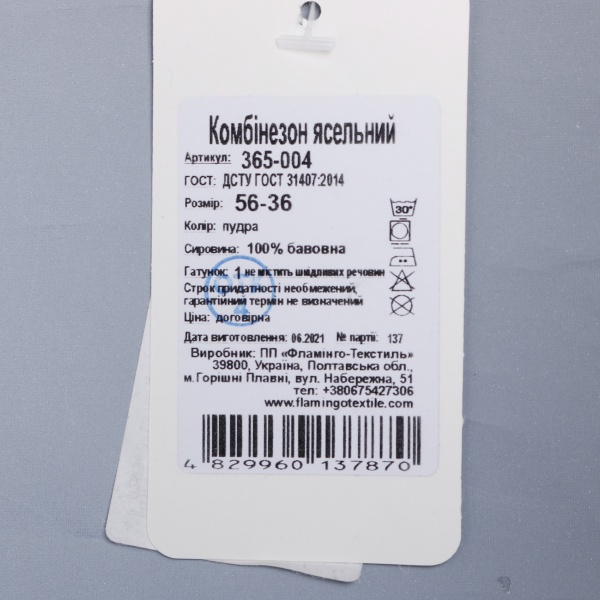 Комбінезон ясельний
Артикул: 365-004
ГОСТ: ДСТУ ГОСТ 31407:2014
Розмір: 56-36
Колір: пудра
30°
Сировина: 100% бавовна
Гатунок: 1 не містить шкідливих речовин
Строк придатності необмежений,
гарантійний термін не визначений
Ціна: договірна
Дата виготовлення: 06.2021 № партії: 137
Виробник: ПП «Фламінго-Текстиль»
39800, Україна, Полтавська обл.,
м.Горішні Плавні, вул. Набережна, 51
тел: +380675427306
www.flamingotextile.com
4 829960 137870